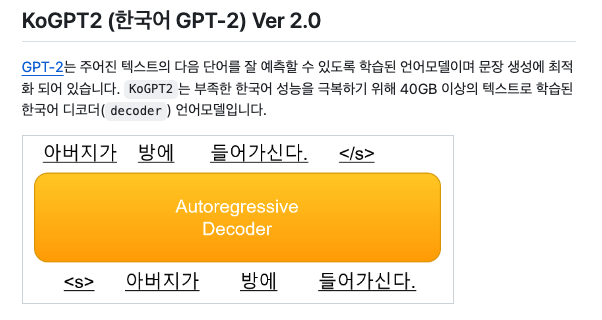 KoGPT2 (한국어 GPT-2) Ver 2.0
GPT-2는 주어진 텍스트의 다음 단어를 잘 예측할 수 있도록 학습된 언어모델이며 문장 생성에 최적
화 되어 있습니다. KoGPT2 는 부족한 한국어 성능을 극복하기 위해 40GB 이상의 텍스트로 학습된
한국어 디코더( decoder ) 언어모델입니다.
아버지가 방에 들어가신다. </s>
Autoregressive
Decoder
<s> 아버지가 방에 들어가신다.